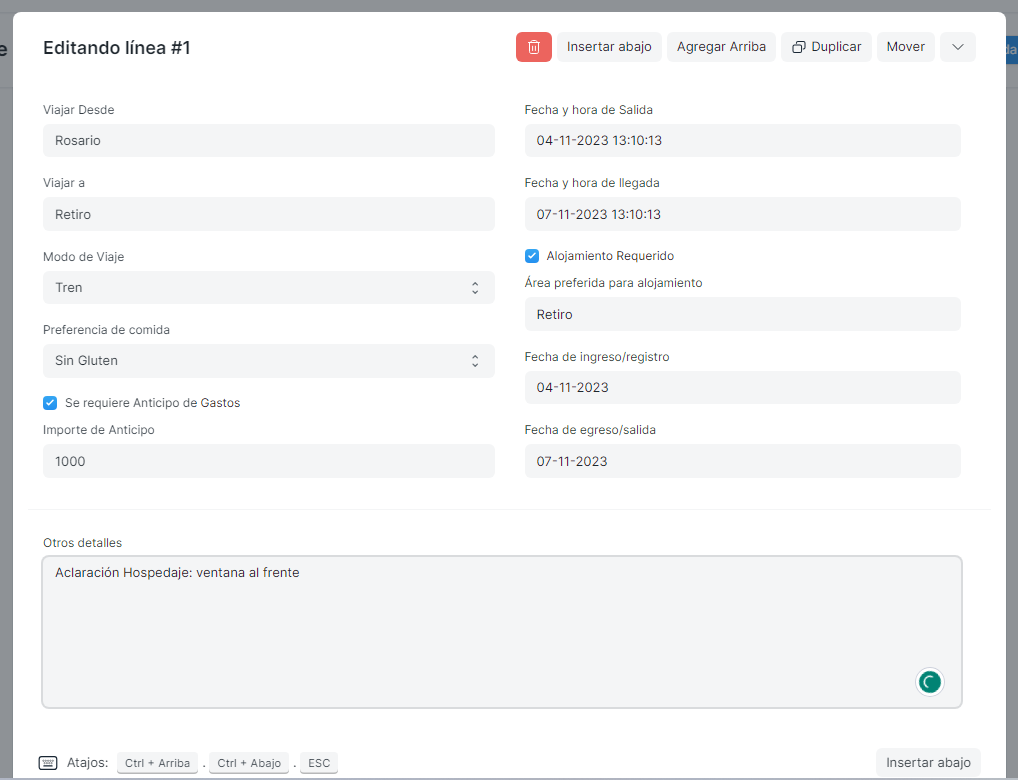 Editando línea #1
Insertar abajo
Agregar Arriba
Duplicar
Mover
Viajar Desde
Rosario
Viajar a
Retiro
Modo de Viaje
Tren
Preferencia de comida
Sin Gluten
Se requiere Anticipo de Gastos
Importe de Anticipo
1000
Fecha y hora de Salida
04-11-2023 13:10:13
Fecha y hora de llegada
07-11-2023 13:10:13
Alojamiento Requerido
Área preferida para alojamiento
Retiro
Fecha de ingreso/registro
04-11-2023
Fecha de egreso/salida
07-11-2023
Otros detalles
Aclaración Hospedaje: ventana al frente
Atajos: Ctrl + Arriba . Ctrl + Abajo . ESC
Insertar abajo